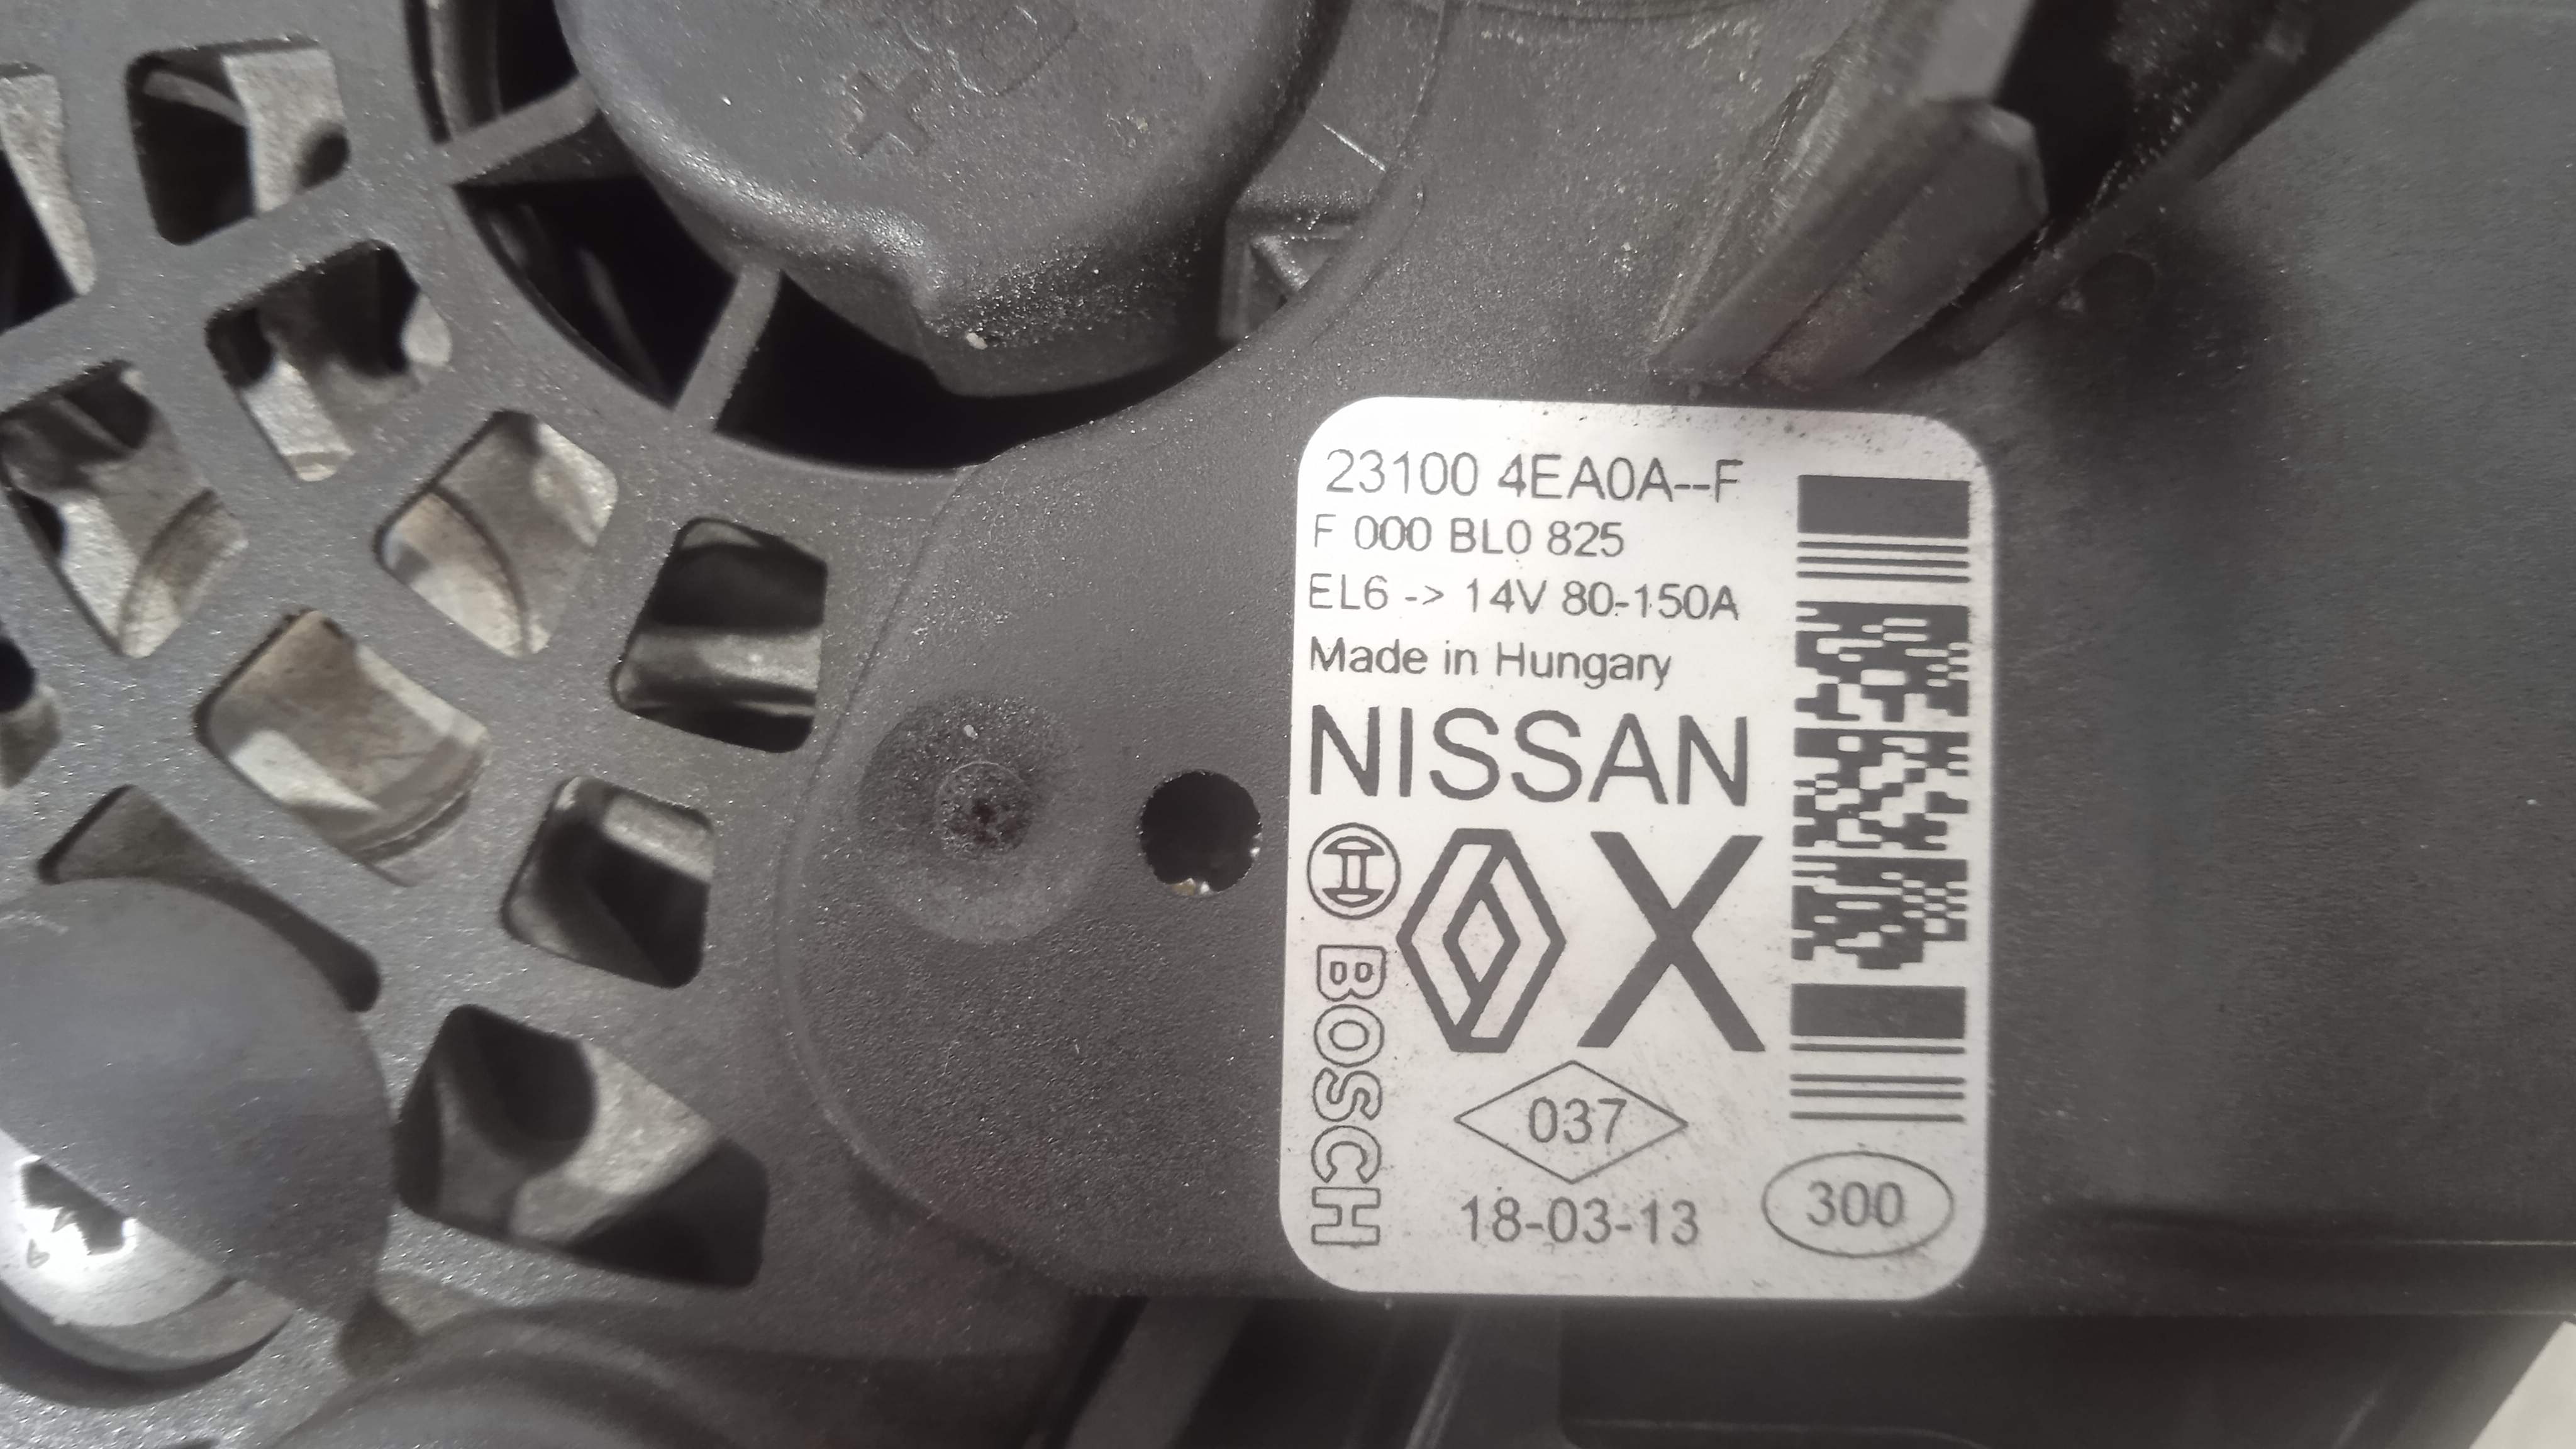 +
23100 4EA0A--F
F 000 BL0 825
EL6 -> 14V 80-150A
Made in Hungary
NISSAN
X
BOSCH
037
18-03-13
300